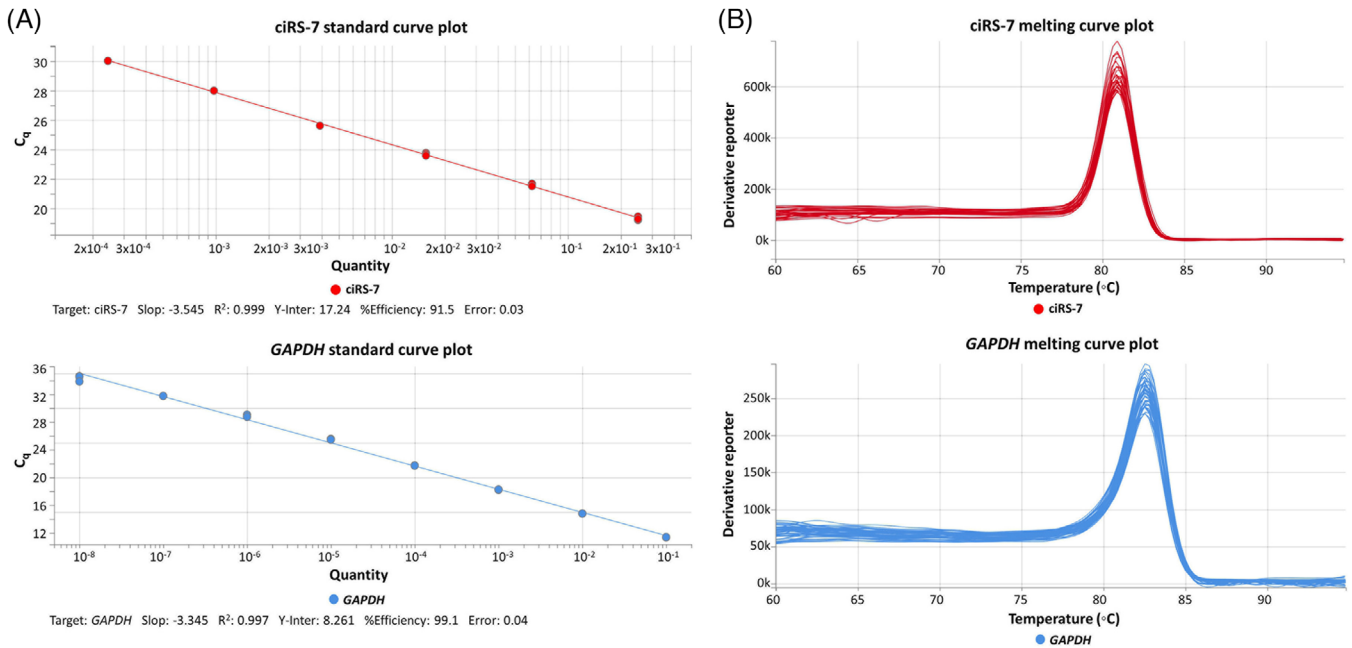 (A)
ciRS-7 standard curve plot
30
28
26
24
22
20
Cq
2x10-4 3x10-4 10-3 2x10-3 3x10-3 10-2 2x10-2 3x10-2 10-1 2x10-1 3x10-1
Quantity
ciRS-7
Target: ciRS-7 Slop: -3.545 R2: 0.999 Y-Inter: 17.24 %Efficiency: 91.5 Error: 0.03
GAPDH standard curve plot
36
32
28
24
20
16
12
Cq
10-8 10-7 10-6 10-5 10-4 10-3 10-2 10-1
Quantity
GAPDH
Target: GAPDH Slop: -3.345 R2: 0.997 Y-Inter: 8.261 %Efficiency: 99.1 Error: 0.04
(B)
ciRS-7 melting curve plot
600k
400k
200k
0k
Derivative reporter
60 65 70 75 80 85 90
Temperature (◦C)
ciRS-7
GAPDH melting curve plot
250k
200k
150k
100k
50k
0k
Derivative reporter
60 65 70 75 80 85 90
Temperature (◦C)
GAPDH